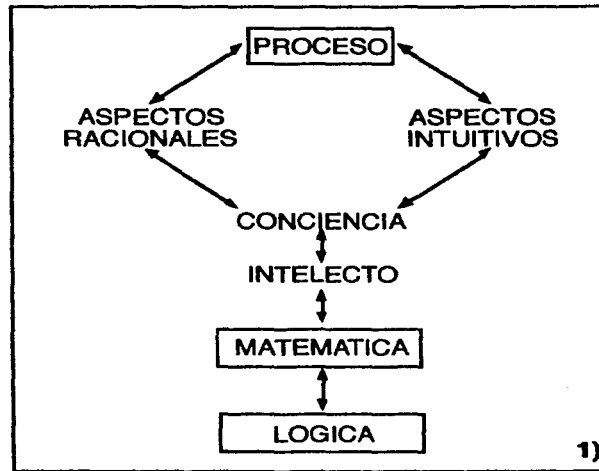 PROCESO
ASPECTOS
RACIONALES
ASPECTOS
INTUITIVOS
CONCIENCIA
INTELECTO
MATEMATICA
LOGICA
1)